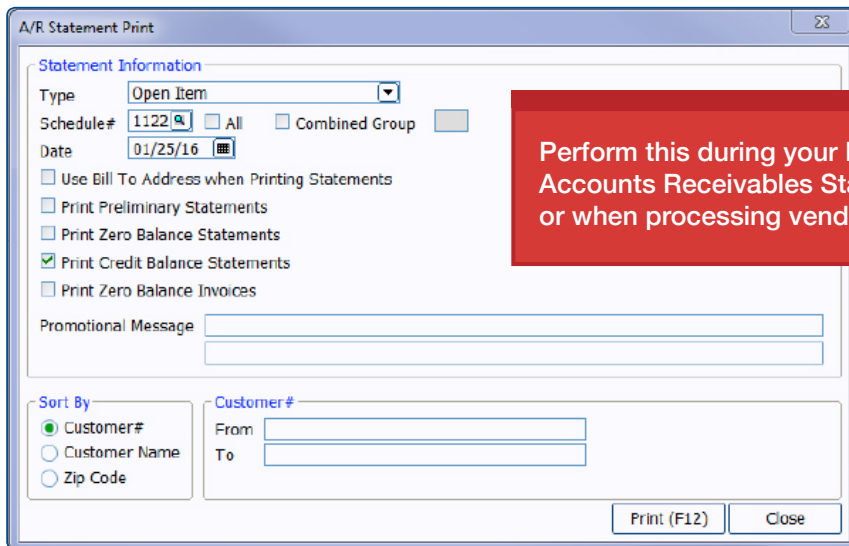 A/R Statement Print
Statement Information
Type Open Item
Schedule# 1122 All Combined Group
Date 01/25/16
Use Bill To Address when Printing Statements
Print Preliminary Statements
Print Zero Balance Statements
Print Credit Balance Statements
Print Zero Balance Invoices
Promotional Message
Perform this during your
Accounts Receivables
or when processing
Sort By
Customer#
Customer Name
Zip Code
Customer#
From
To
Print (F12) Close